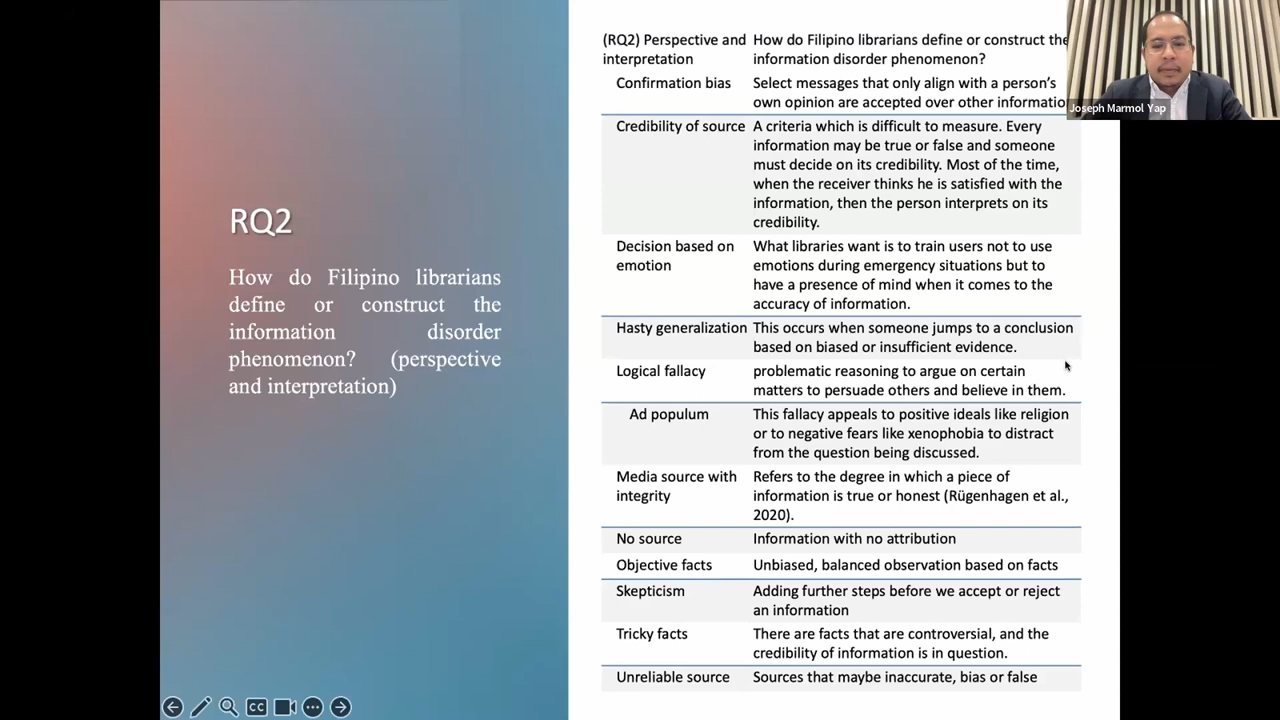 RQ2
How do Filipino librarians
define or construct the
information disorder
phenomenon? (perspective
and interpretation)
(RQ2) Perspective and interpretation
How do Filipino librarians define or construct the
information disorder phenomenon?
Confirmation bias
Select messages that only align with a person's
own opinion are accepted over other informatio
Credibility of source
A criteria which is difficult to measure. Every
information may be true or false and someone
must decide on its credibility. Most of the time,
when the receiver thinks he is satisfied with the
information, then the person interprets on its
credibility.
Decision based on
emotion
What libraries want is to train users not to use
emotions during emergency situations but to
have a presence of mind when it comes to the
accuracy of information.
Hasty generalization
This occurs when someone jumps to a conclusion
based on biased or insufficient evidence.
Logical fallacy
problematic reasoning to argue on certain
matters to persuade others and believe in them.
Ad populum
This fallacy appeals to positive ideals like religion
or to negative fears like xenophobia to distract
from the question being discussed.
Media source with
integrity
Refers to the degree in which a piece of
information is true or honest (Rügenhagen et al.,
2020).
No source
Information with no attribution
Objective facts
Unbiased, balanced observation based on facts
Skepticism
Adding further steps before we accept or reject
an information
Tricky facts
There are facts that are controversial, and the
credibility of information is in question.
Unreliable source
Sources that maybe inaccurate, bias or false
Joseph Marmol Yap
CC